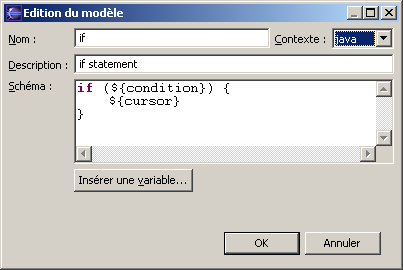 Edition du modèle
Nom : if Contexte : java
Description : if statement
Schéma : if (${condition}) {
${cursor}
}
Insérer une variable...
OK Annuler